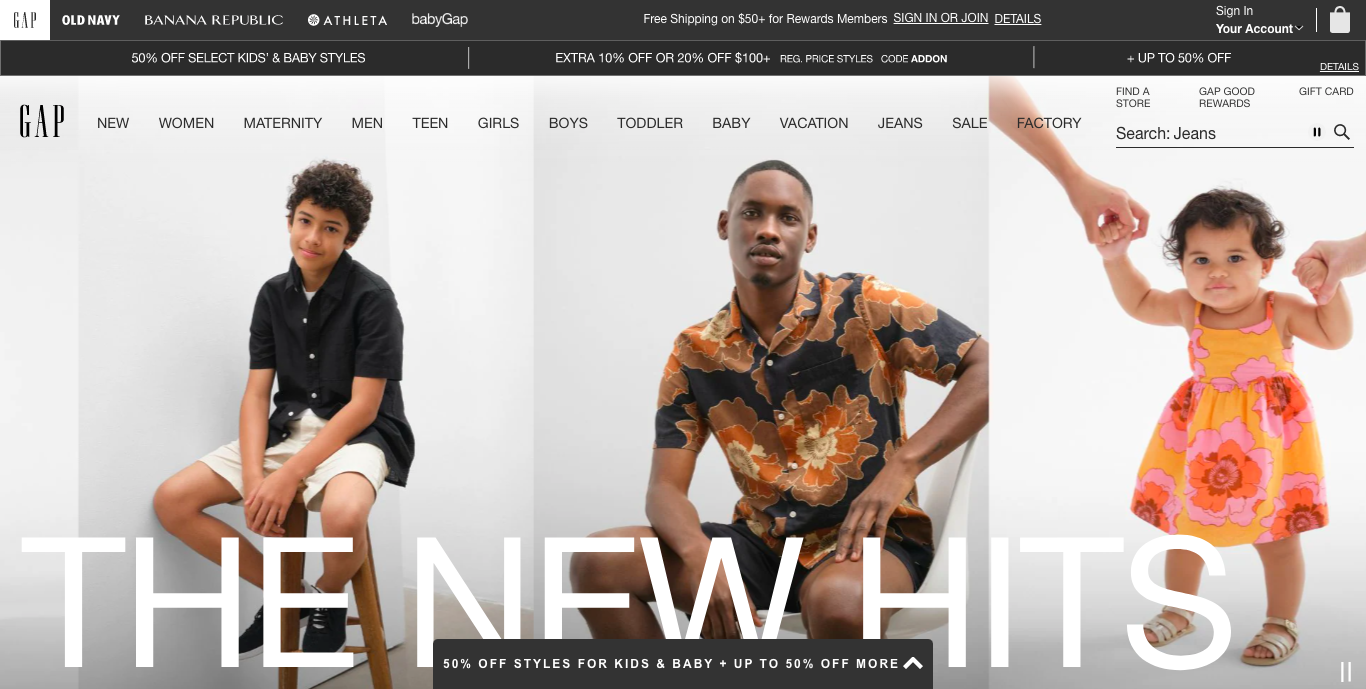 GAP
OLD NAVY
BANANA REPUBLIC
ATHLETA
babyGap
Free Shipping on $50+ for Rewards Members SIGN IN OR JOIN DETAILS
Sign In
Your Account
50% OFF SELECT KIDS' & BABY STYLES
EXTRA 10% OFF OR 20% OFF $100+ REG. PRICE STYLES CODE ADDON
+ UP TO 50% OFF
DETAILS
GAP
NEW WOMEN MATERNITY MEN TEEN GIRLS BOYS TODDLER BABY VACATION JEANS SALE FACTORY
FIND A
STORE
GAP GOOD
REWARDS
GIFT CARD
Search: Jeans
THE NEW HITS
50% OFF STYLES FOR KIDS & BABY + UP TO 50% OFF MORE